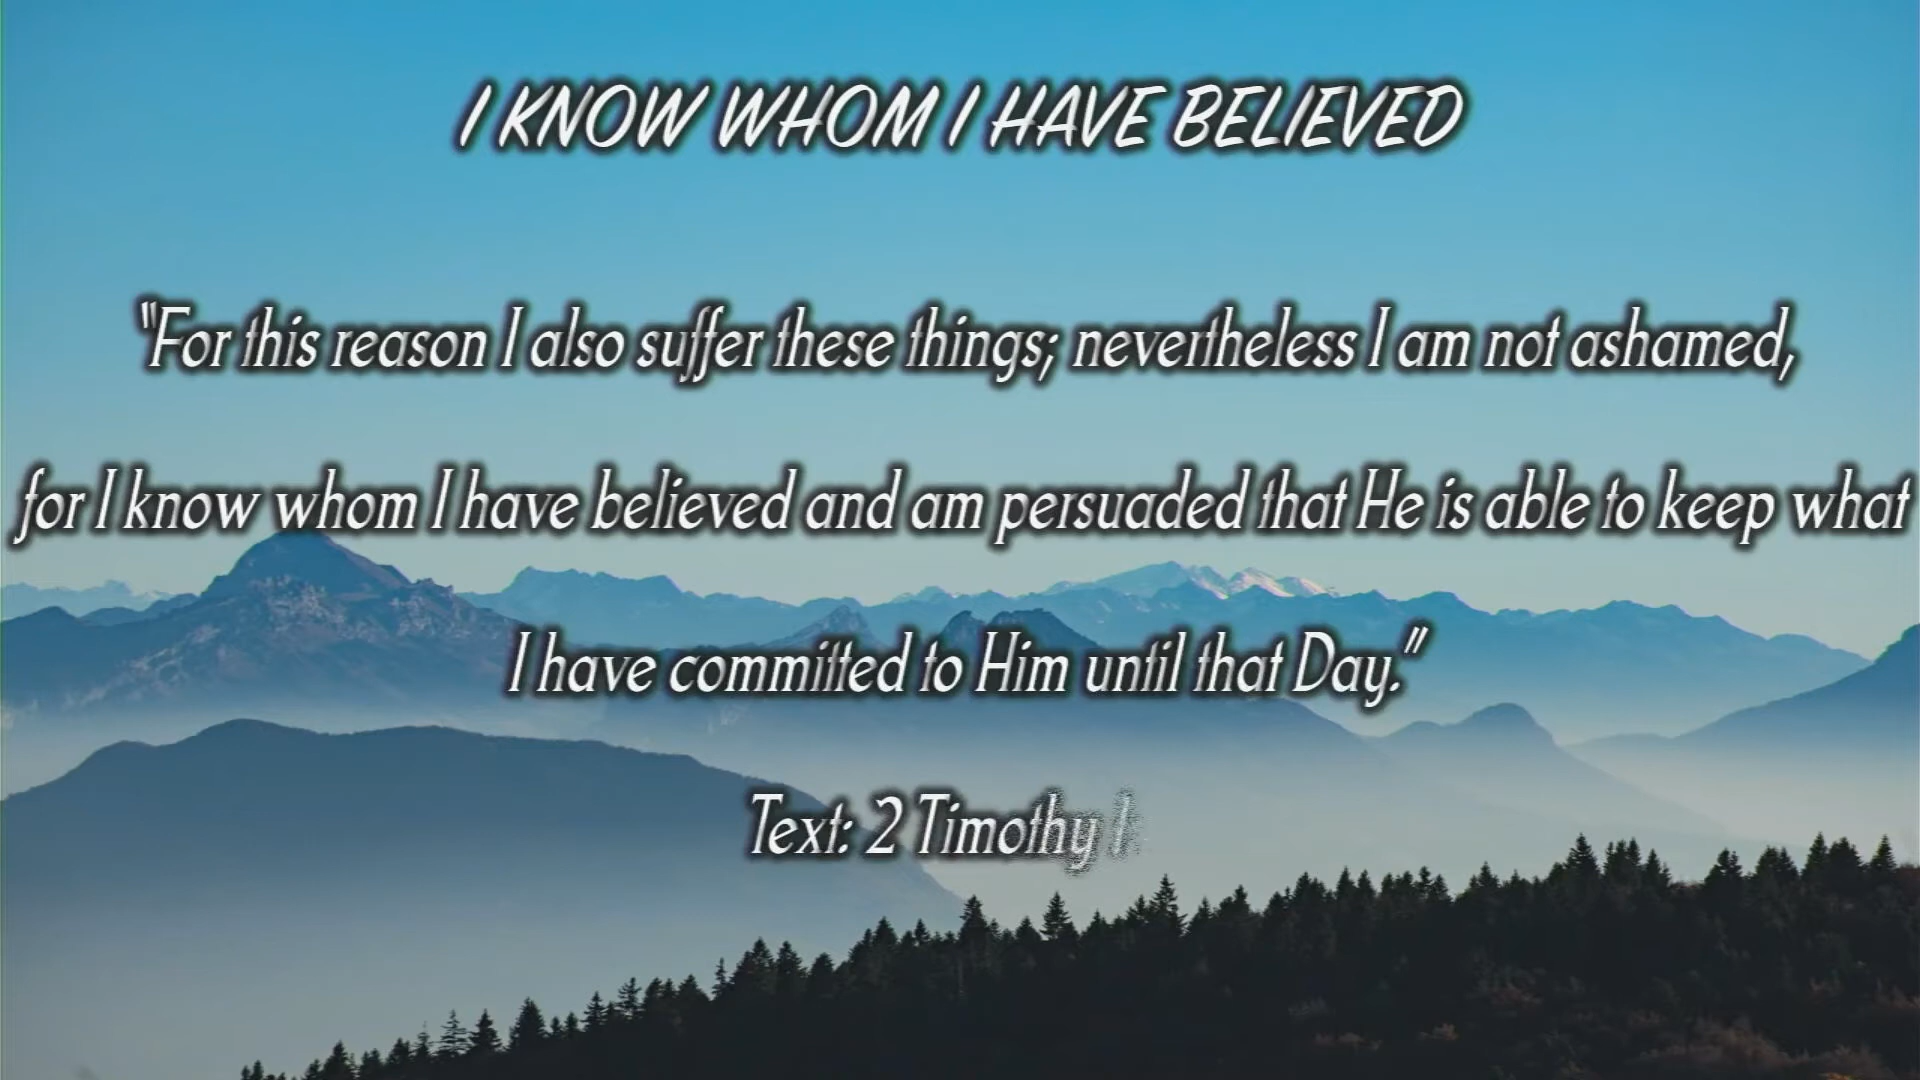 I KNOW WHOM I HAVE BELIEVED
"For this reason I also suffer these things; nevertheless I am not ashamed,
for I know whom I have believed and am persuaded that He is able to keep what
I have committed to Him until that Day."
Text: 2 Timothy 1